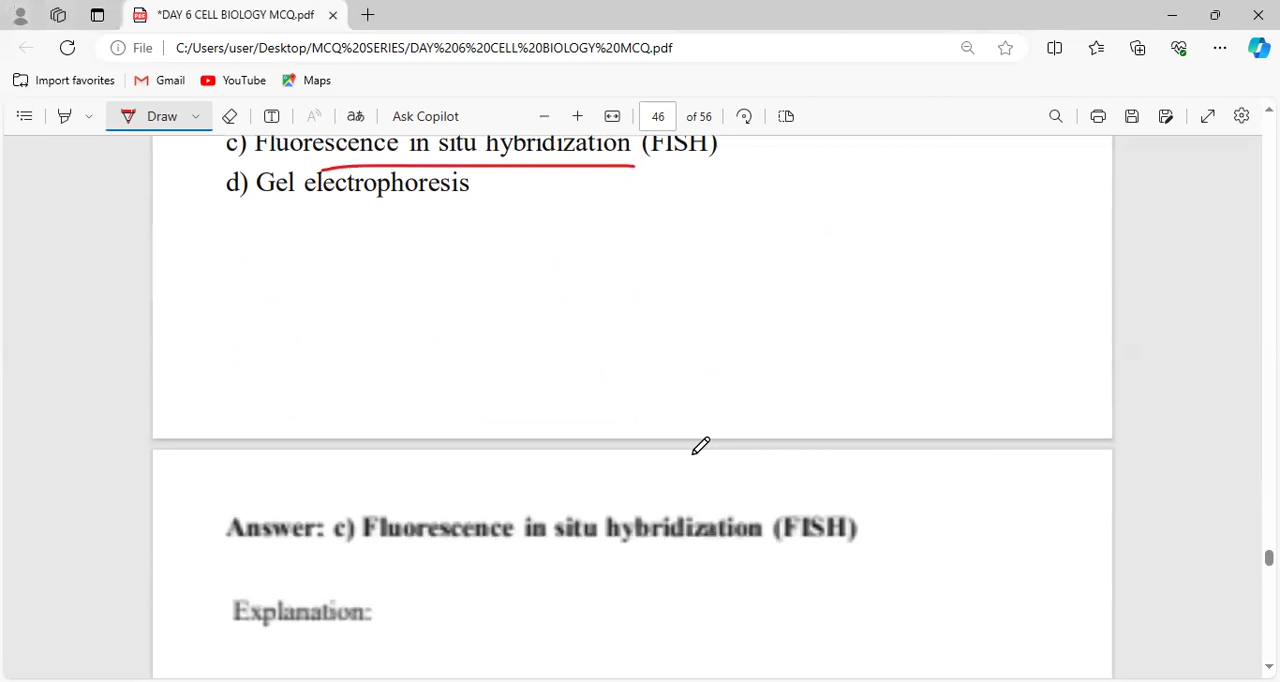 *DAY 6 CELL BIOLOGY MCQ.pdf
File
C:/Users/user/Desktop/MCQ%20SERIES/DAY%206%20CELL%20BIOLOGY%20MCQ.pdf
Import favorites
Gmail
YouTube
Maps
Draw
aあ
Ask Copilot
46 of 56
c) Fluorescence in situ hybridization (FISH)
d) Gel electrophoresis
Answer: c) Fluorescence in situ hybridization (FISH)
Explanation: